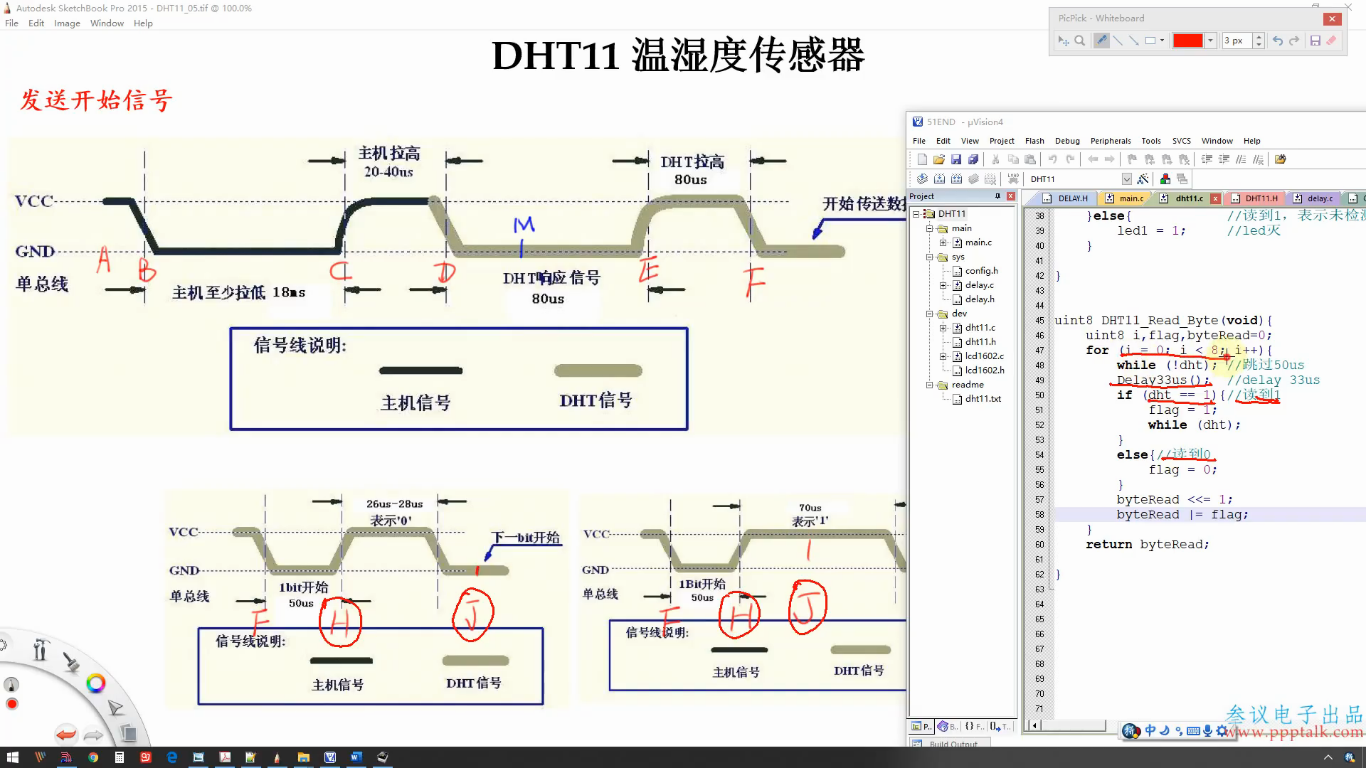 Autodesk SketchBook Pro 2015 - DHT11_05.tif @ 100.0%
File Edit Image Window Help
PicPick - Whiteboard
3 px
DHT11 温湿度传感器
发送开始信号
主机拉高
20-40us
DHT拉高
80us
VCC
M
开始传送数据
GND
A B C D E F
单总线
主机至少拉低 18ms
DHT响应信号
80us
信号线说明:
主机信号
DHT信号
26us-28us
表示'0'
VCC
下一bit开始
GND
1bit开始
单总线
50us
F H J
信号线说明:
主机信号
DHT信号
70us
表示'1'
VCC
GND
1Bit开始
单总线
50us
F H J
信号线说明:
主机信号
DHT信号
51END - µVision4
File Edit View Project Flash Debug Peripherals Tools SVCS Window Help
DHT11
Project
DHT11
main
main.c
sys
config.h
delay.c
delay.h
dev
dht11.c
dht11.h
lcd1602.c
lcd1602.h
readme
dht11.txt
DELAY.H main.c dht11.c DHT11.H delay.c
38 }else{ //读到1，表示未检测
39 led1 = 1; //led灭
40 }
41
42 }
43
44
45 uint8 DHT11_Read_Byte(void){
46 uint8 i,flag,byteRead=0;
47 for (i = 0; i < 8; i++){
48 while (!dht); //跳过50us
49 Delay33us(); //delay 33us
50 if (dht == 1){//读到1
51 flag = 1;
52 while (dht);
53 }
54 else{//读到0
55 flag = 0;
56 }
57 byteRead <<= 1;
58 byteRead |= flag;
59 }
60 return byteRead;
61
62 }
63
64
65
66
67
68
69
70
71
Build Output
中
参议电子出品
www.ppptalk.com